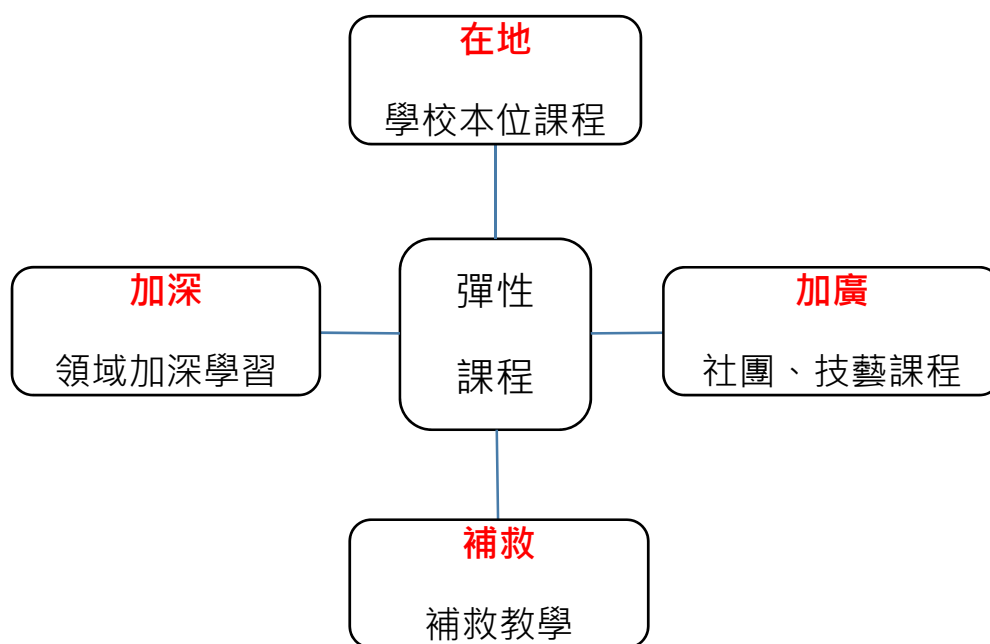 在地
學校本位課程
加深
領域加深學習
彈性
課程
加廣
社團、技藝課程
補救
補救教學